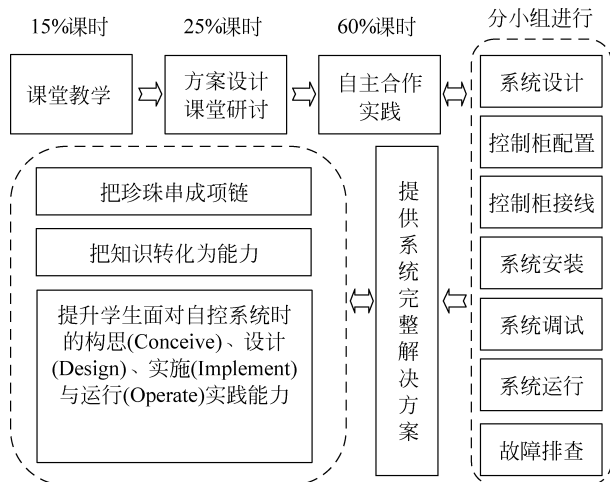 15%课时
25%课时
60%课时
分小组进行
课堂教学
方案设计
课堂研讨
自主合作
实践
系统设计
控制柜配置
控制柜接线
系统安装
系统调试
系统运行
故障排查
把珍珠串成项链
把知识转化为能力
提升学生面对自控系统时
的构思(Conceive)、设计
(Design)、实施(Implement)
与运行(Operate)实践能力
提供系统完整解决方案